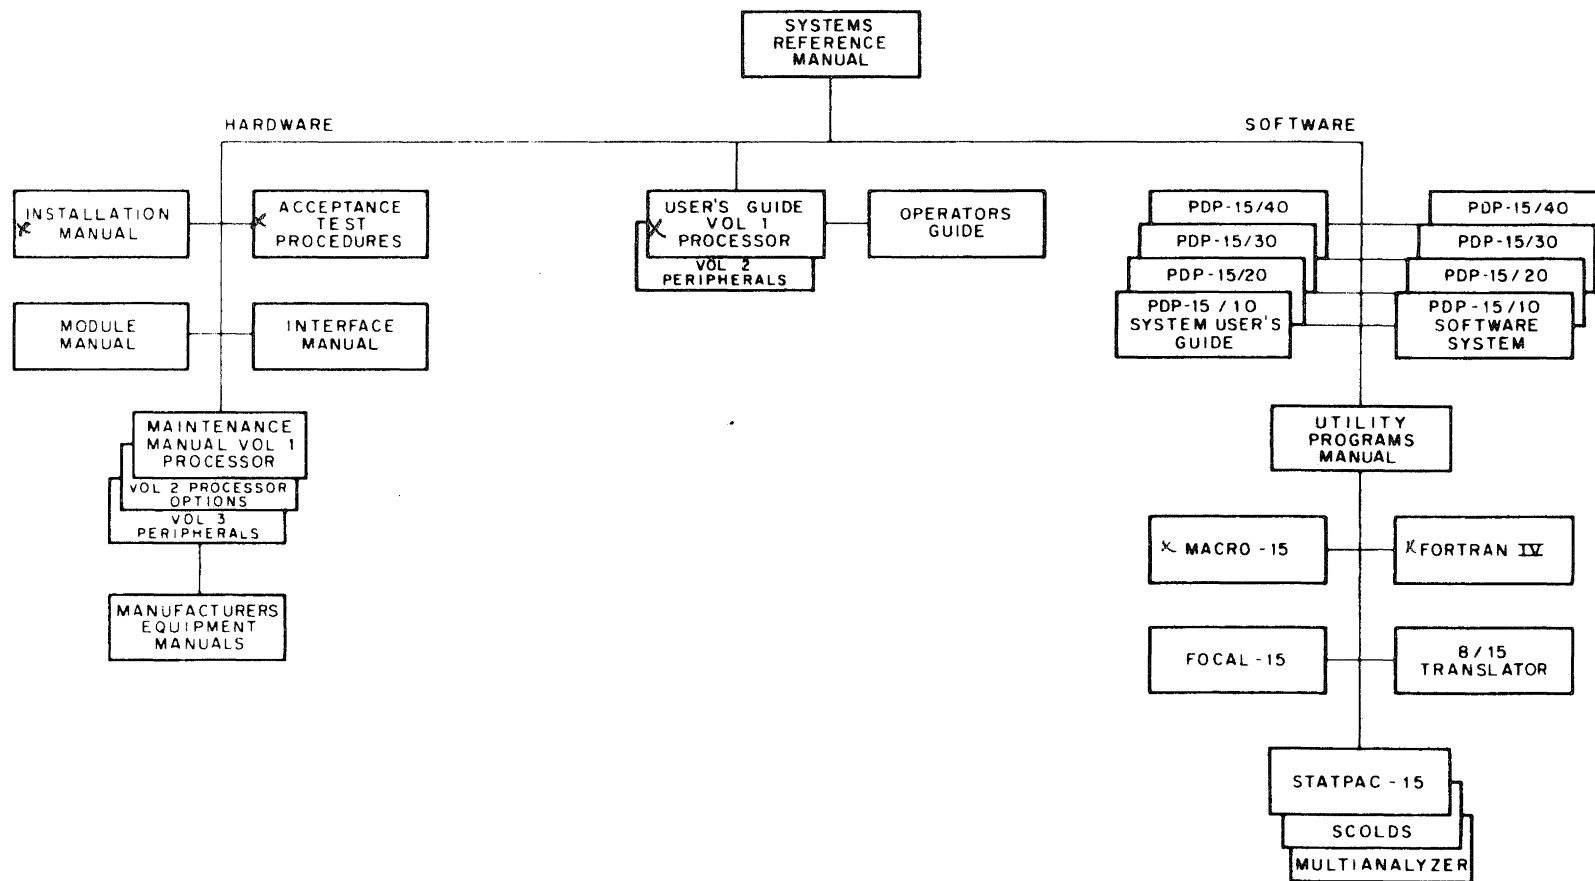 SYSTEMS
REFERENCE
MANUAL
HARDWARE
SOFTWARE
INSTALLATION
MANUAL
ACCEPTANCE
TEST
PROCEDURES
MODULE
MANUAL
INTERFACE
MANUAL
MAINTENANCE
MANUAL VOL 1
PROCESSOR
VOL 2 PROCESSOR
OPTIONS
VOL 3
PERIPHERALS
MANUFACTURERS
EQUIPMENT
MANUALS
USER'S GUIDE
VOL 1
PROCESSOR
VOL 2
PERIPHERALS
OPERATORS
GUIDE
PDP-15/40
PDP-15/30
PDP-15/20
PDP-15 / 10
SYSTEM USER'S
GUIDE
PDP-15/40
PDP-15/30
PDP-15 / 20
PDP-15/10
SOFTWARE
SYSTEM
UTILITY
PROGRAMS
MANUAL
x MACRO - 15
x FORTRAN IV
FOCAL - 15
8 / 15
TRANSLATOR
STATPAC - 15
SCOLDS
MULTIANALYZER